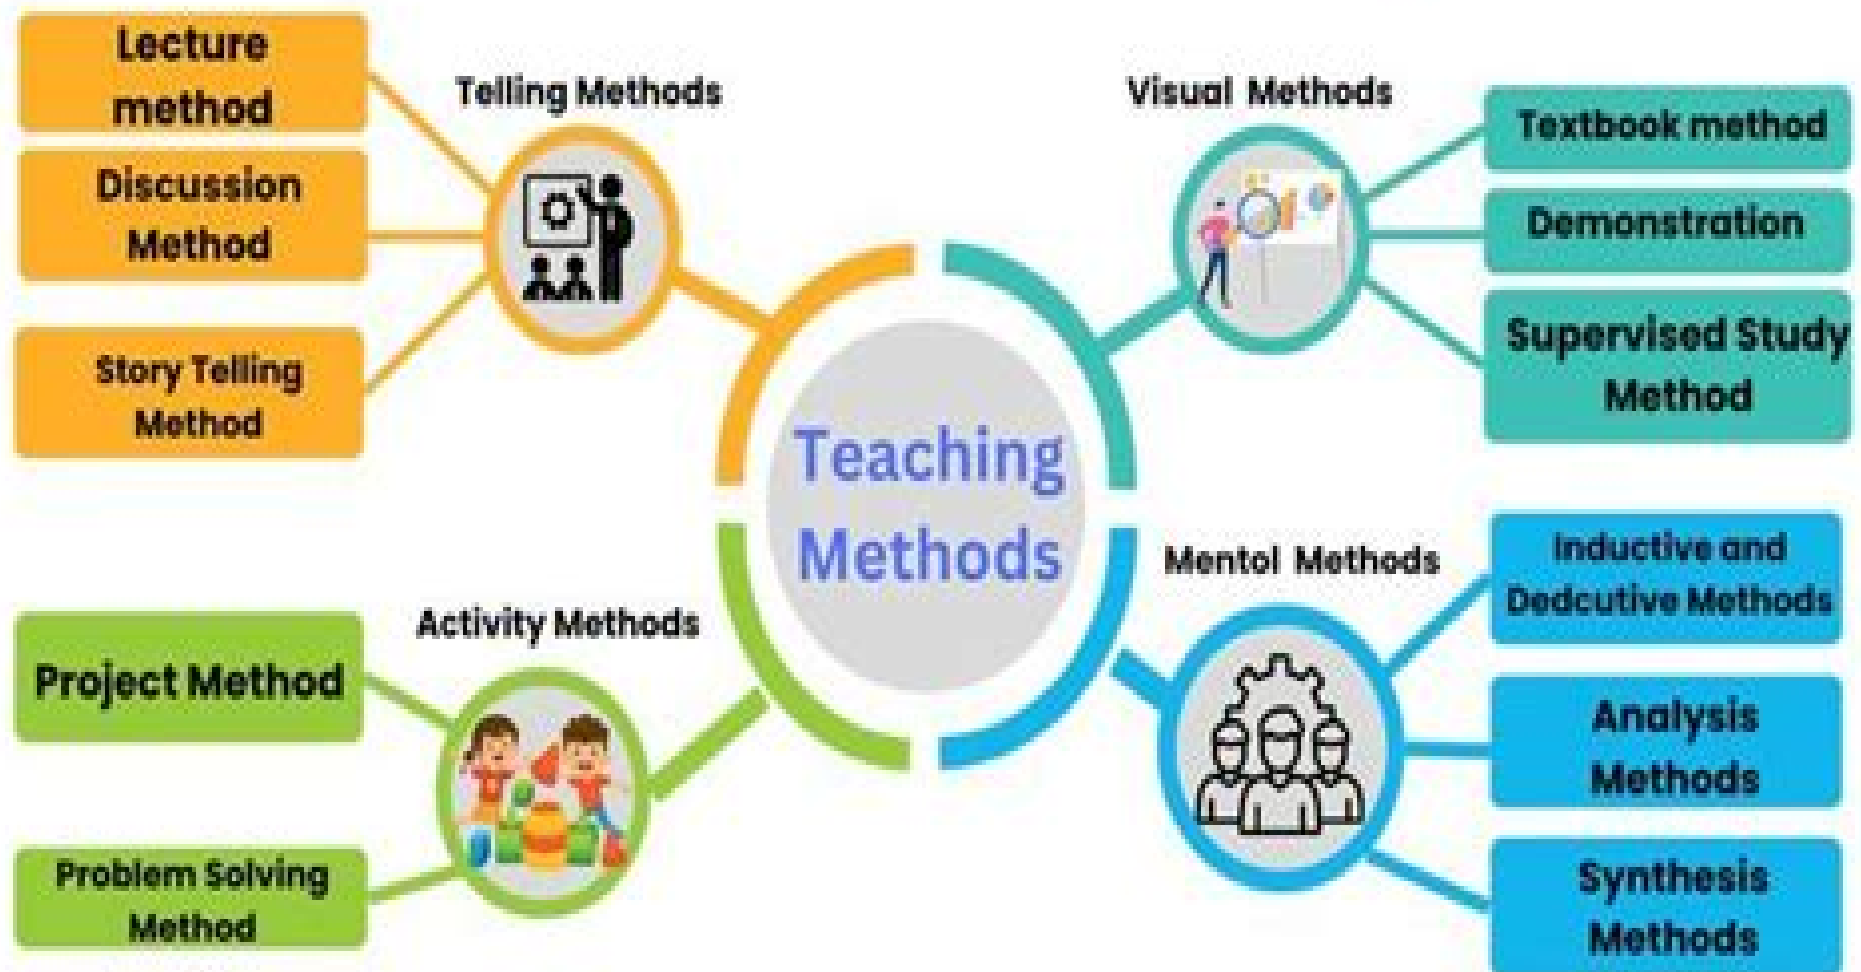 Lecture
method
Discussion
Method
Story Telling
Method
Telling Methods
Visual Methods
Textbook method
Demonstration
Supervised Study
Method
Teaching
Methods
Activity Methods
Project Method
Problem Solving
Method
Mentol Methods
Inductive and
Dedcutive Methods
Analysis
Methods
Synthesis
Methods